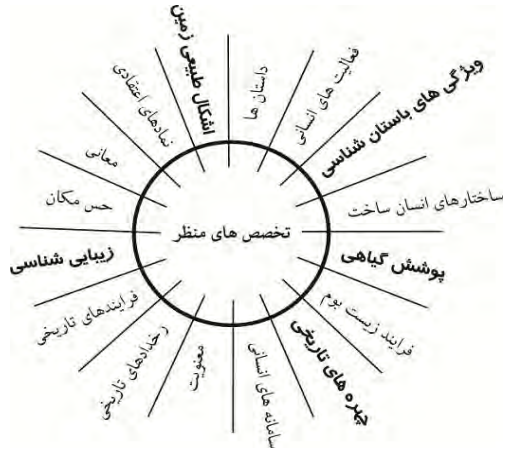 تخصص های منظر
اشکال طبیعی زمین
داستان ها
فعالیت های انسانی
ویژگی های باستان شناسی
ساختارهای انسان ساخت
پوشش گیاهی
فرایند زیست بوم
چهره های تاریخی
سامانه های انسانی
معنویت
رخدادهای تاریخی
فرایندهای تاریخی
زیبایی شناسی
حس مکان
معانی
نمادهای اعتقادی